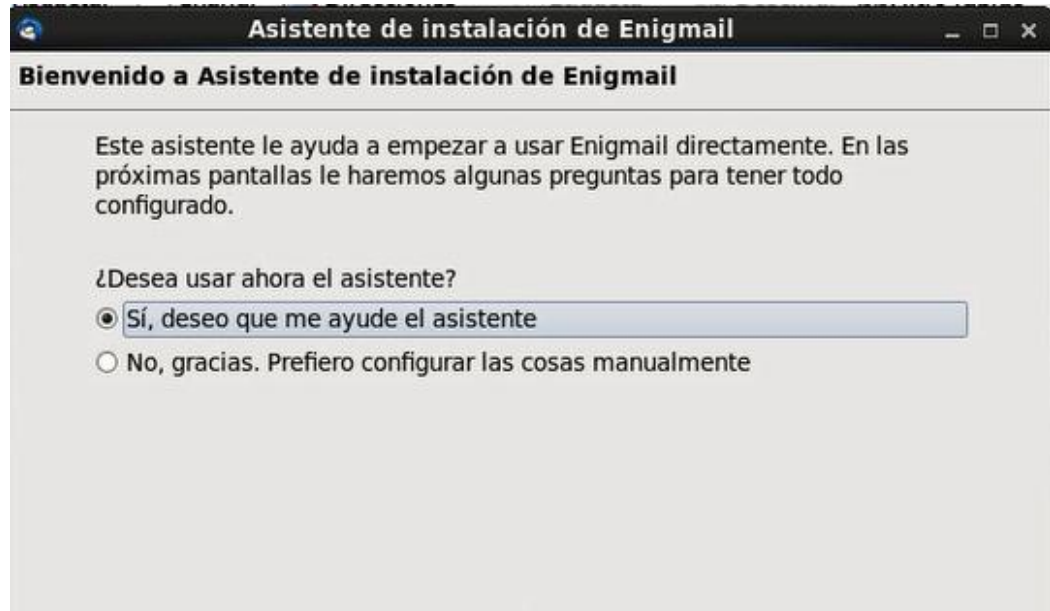 Asistente de instalación de Enigmail
Bienvenido a Asistente de instalación de Enigmail
Este asistente le ayuda a empezar a usar Enigmail directamente. En las
próximas pantallas le haremos algunas preguntas para tener todo
configurado.
¿Desea usar ahora el asistente?
Sí, deseo que me ayude el asistente
No, gracias. Prefiero configurar las cosas manualmente